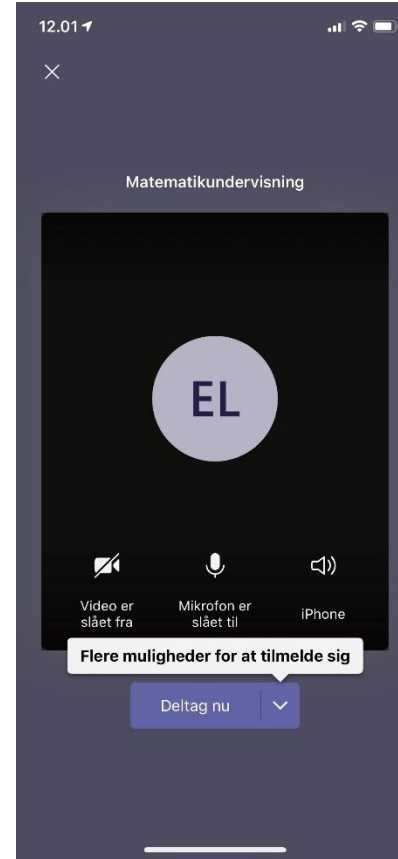 12.01
Matematikundervisning
EL
Video er
slået fra
Mikrofon er
slået til
iPhone
Flere muligheder for at tilmelde sig
Deltag nu